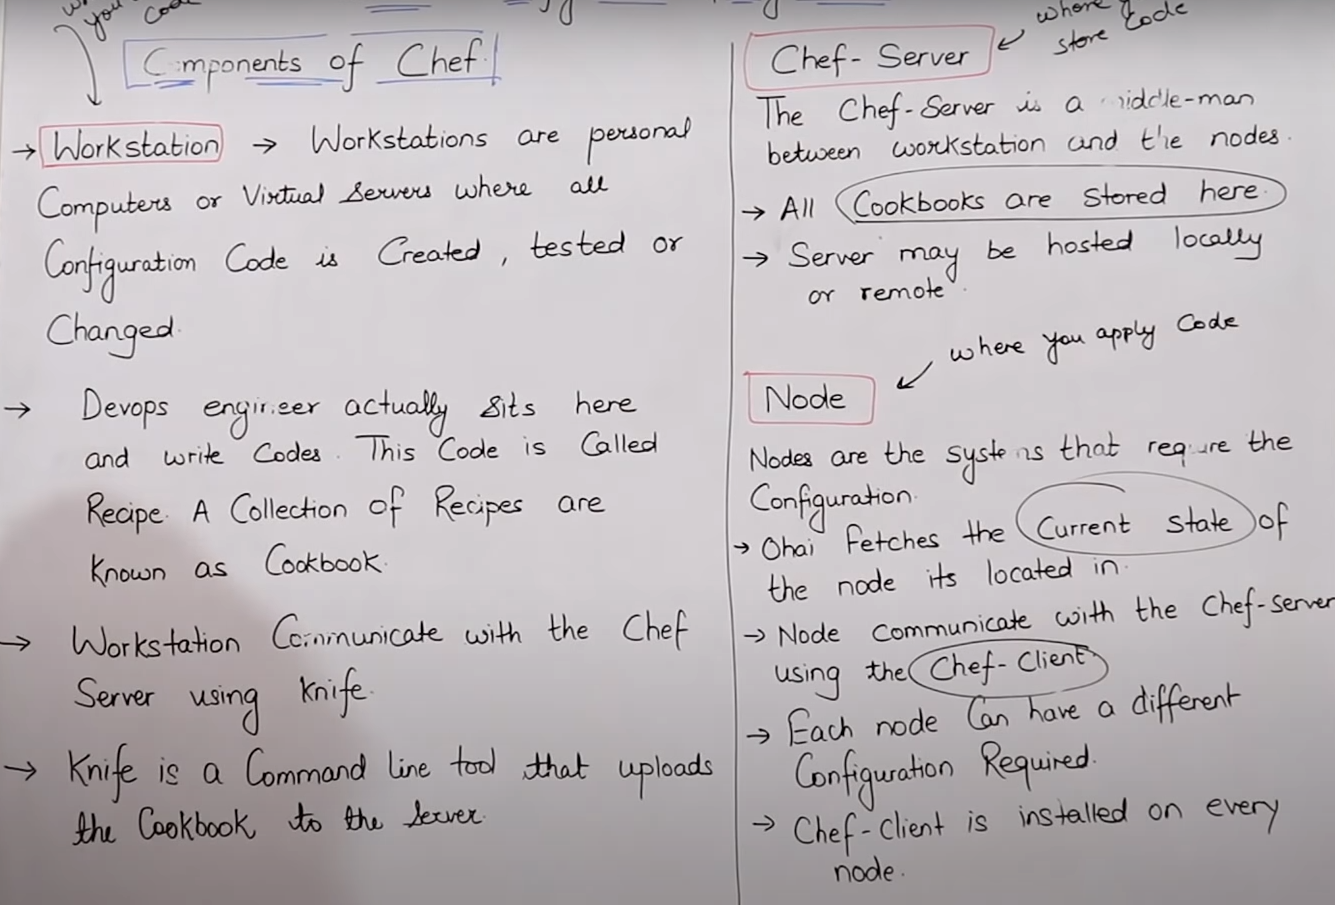 you
code
Components of Chef
→ Workstation → Workstations are personal
Computers or Virtual Servers where all
Configuration Code is Created, tested or
Changed.
→ Devops engineer actually sits here
and write Codes. This Code is Called
Recipe. A Collection of Recipes are
Known as Cookbook.
→ Workstation Communicate with the Chef
Server using Knife.
→ Knife is a Command line tool that uploads
the Cookbook to the Server.
where
store Code
Chef-Server
The Chef-Server is a middle-man
between workstation and the nodes.
→ All Cookbooks are Stored here.
→ Server may be hosted locally
or remote.
where you apply Code
Node
Nodes are the systems that require the
Configuration.
→ Ohai Fetches the Current State of
the node its located in.
→ Node communicate with the Chef-Server
using the Chef-Client.
→ Each node Can have a different
Configuration Required.
→ Chef-Client is installed on every
node.